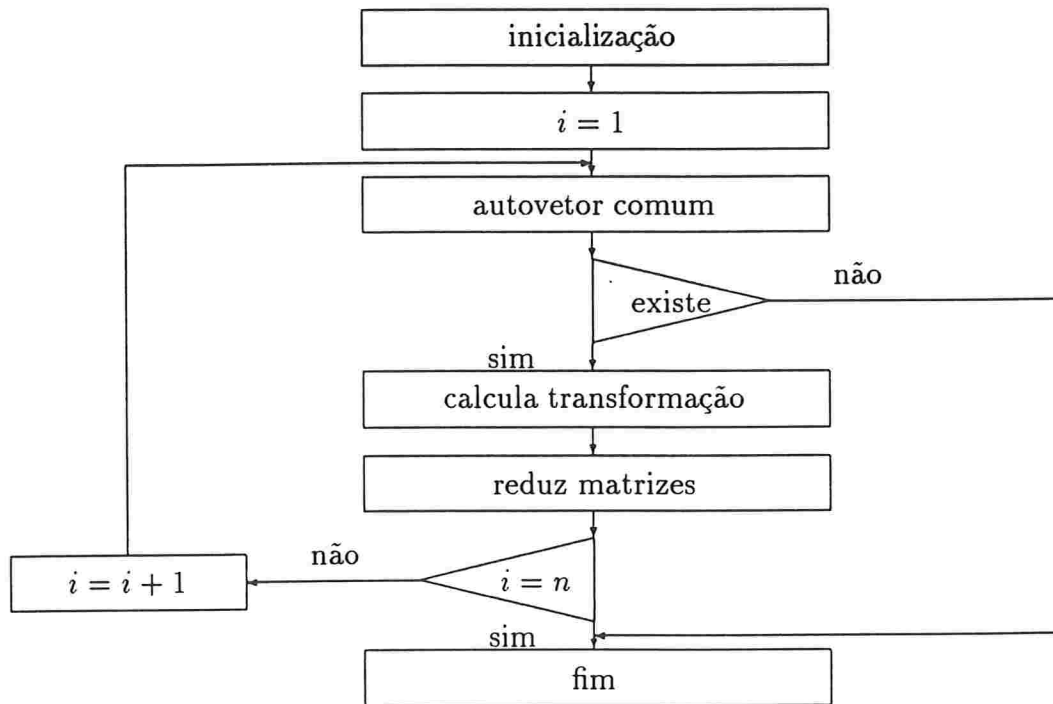 inicialização
i = 1
autovetor comum
não
existe
sim
calcula transformação
reduz matrizes
não
i = i + 1
i = n
sim
fim